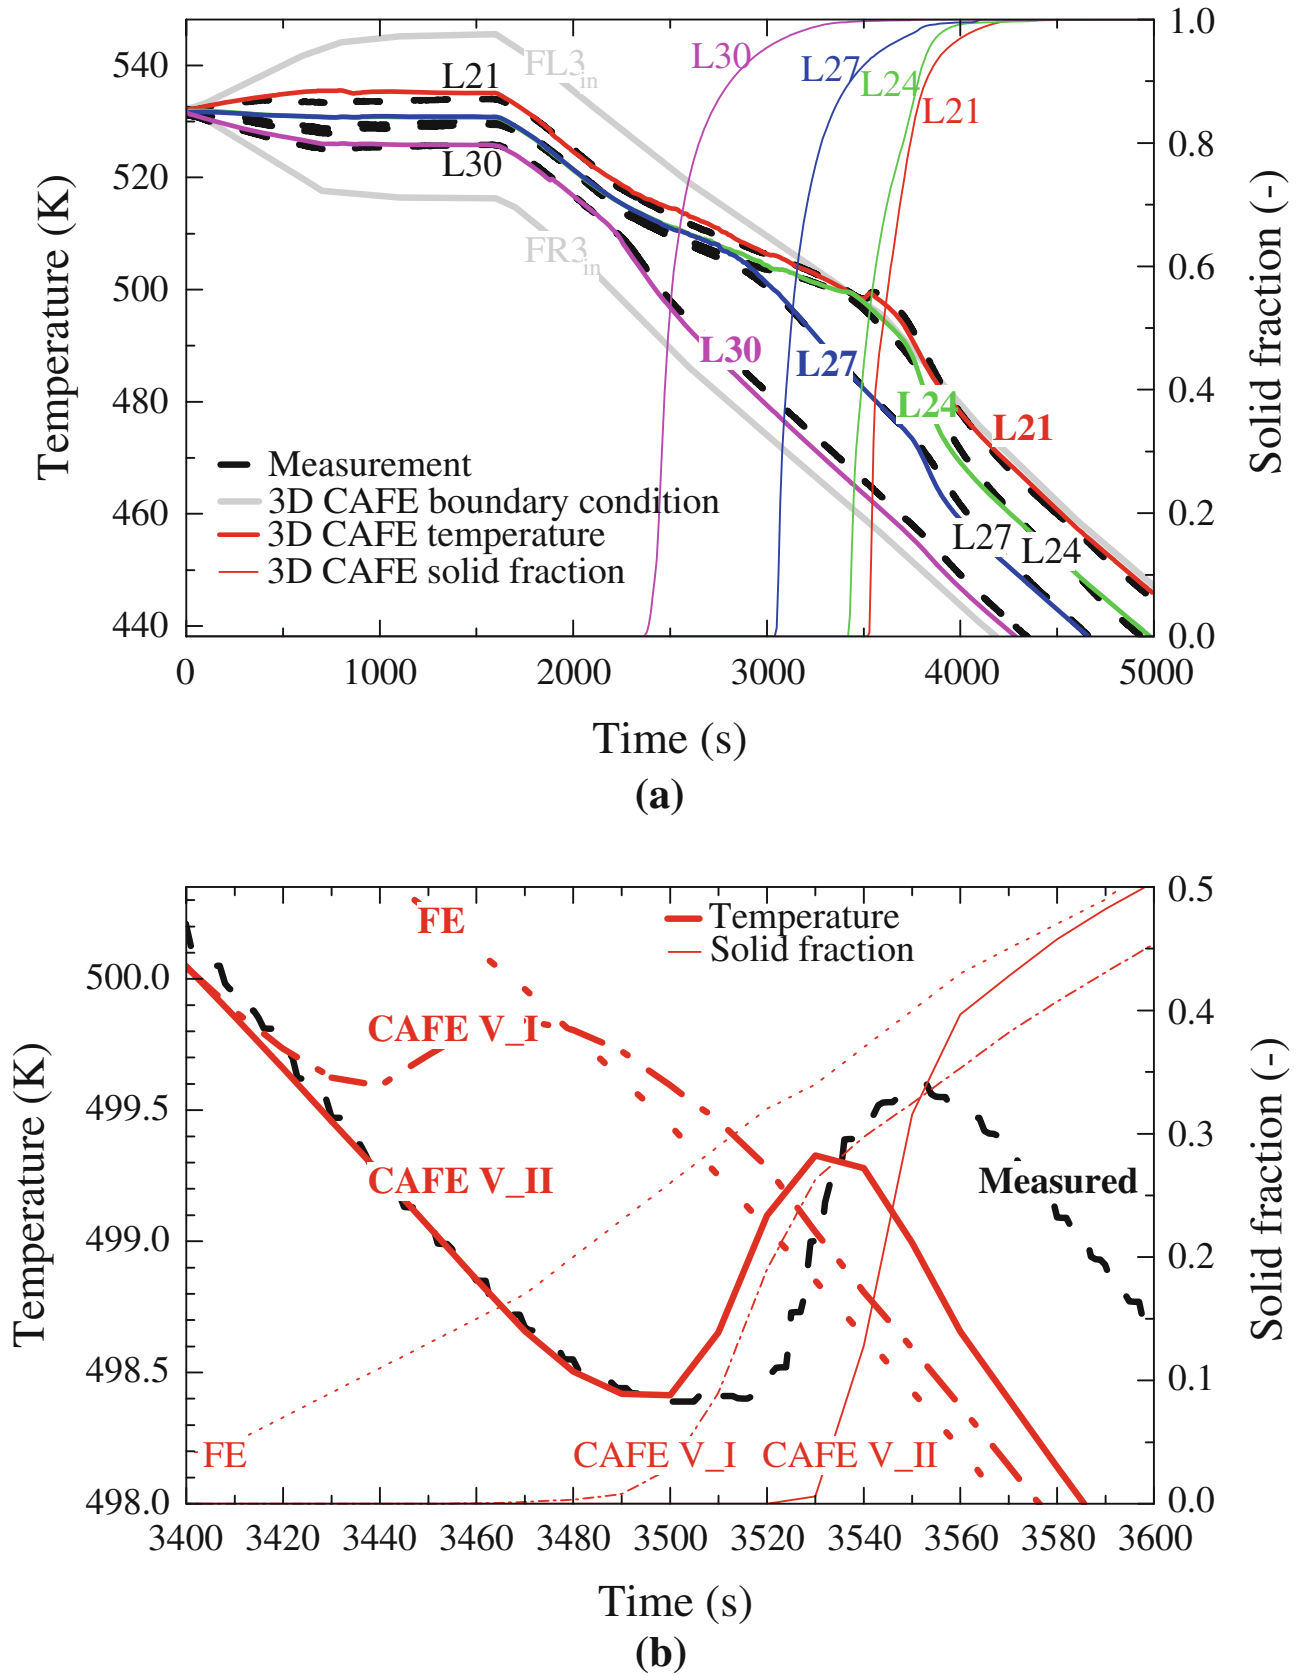 540
520
500
480
460
440
Temperature (K)
1.0
0.8
0.6
0.4
0.2
0.0
Solid fraction (-)
FL3in
L21
L30
FR3in
L30
L27
L24
L21
L30
L27
L24
L21
L27
L24
Measurement
3D CAFE boundary condition
3D CAFE temperature
3D CAFE solid fraction
0 1000 2000 3000 4000 5000
Time (s)
(a)
500.0
499.5
499.0
498.5
498.0
Temperature (K)
0.5
0.4
0.3
0.2
0.1
0.0
Solid fraction (-)
FE
Temperature
Solid fraction
CAFE V_I
CAFE V_II
Measured
FE
CAFE V_I
CAFE V_II
3400 3420 3440 3460 3480 3500 3520 3540 3560 3580 3600
Time (s)
(b)